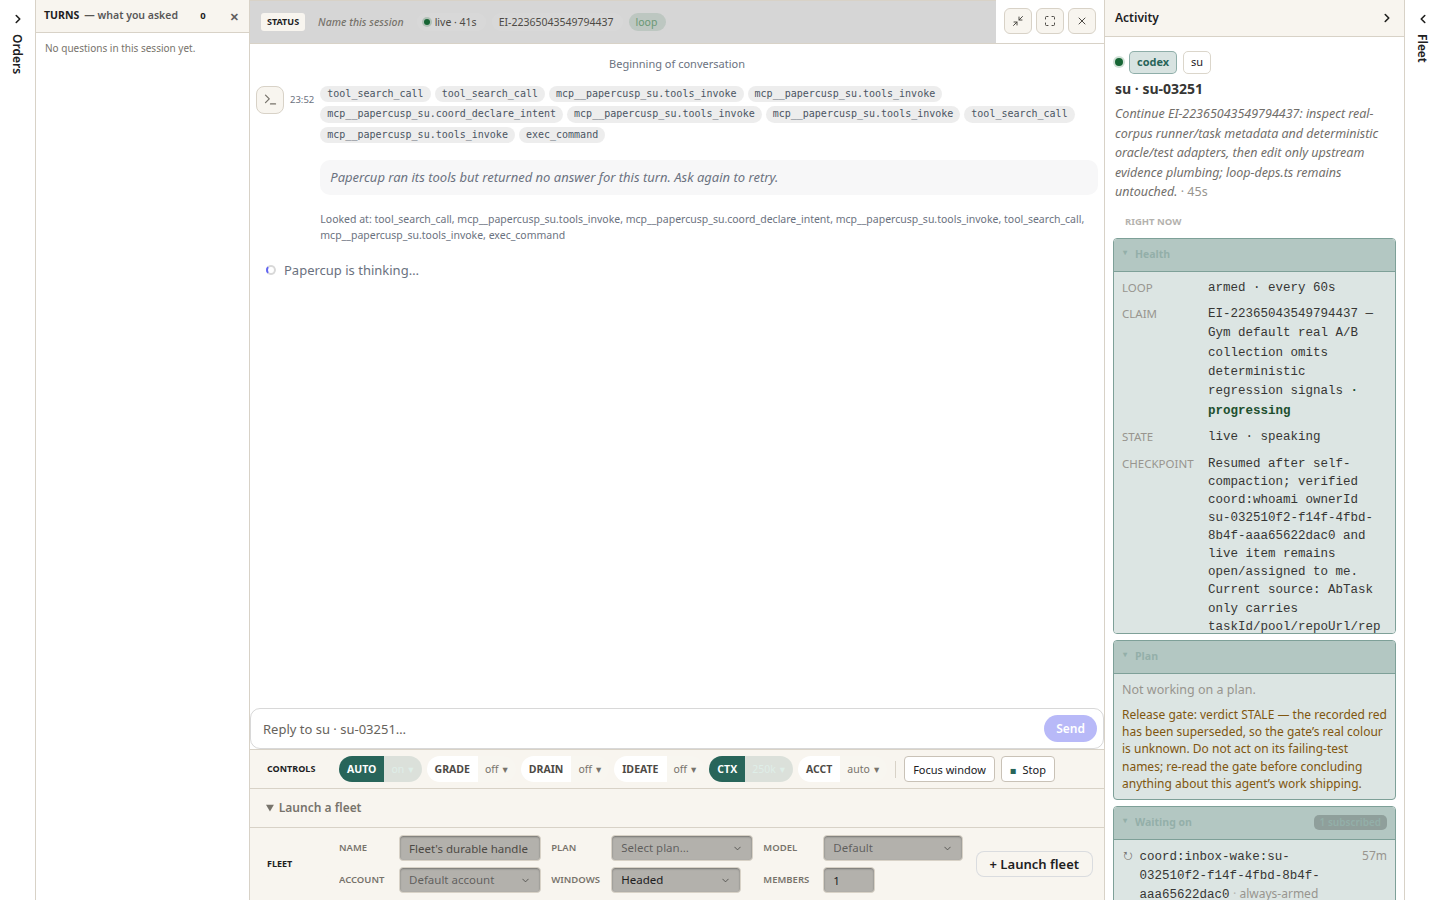 Orders
TURNS — what you asked 0 ×
No questions in this session yet.
STATUS Name this session live · 41s EI-22365043549794437 loop
Beginning of conversation
23:52 tool_search_call tool_search_call mcp__papercusp_su.tools_invoke mcp__papercusp_su.tools_invoke
mcp__papercusp_su.coord_declare_intent mcp__papercusp_su.tools_invoke mcp__papercusp_su.tools_invoke tool_search_call
mcp__papercusp_su.tools_invoke exec_command
Papercup ran its tools but returned no answer for this turn. Ask again to retry.
Looked at: tool_search_call, mcp__papercusp_su.tools_invoke, mcp__papercusp_su.coord_declare_intent, mcp__papercusp_su.tools_invoke, tool_search_call,
mcp__papercusp_su.tools_invoke, exec_command
Papercup is thinking...
Reply to su · su-03251...
Send
CONTROLS AUTO on ▾ GRADE off ▾ DRAIN off ▾ IDEATE off ▾ CTX 250k ▾ ACCT auto ▾ Focus window ■ Stop
▼ Launch a fleet
FLEET
NAME Fleet's durable handle PLAN Select plan... MODEL Default
ACCOUNT Default account WINDOWS Headed MEMBERS 1
+ Launch fleet
Activity
codex su
su · su-03251
Continue EI-22365043549794437: inspect real-
corpus runner/task metadata and deterministic
oracle/test adapters, then edit only upstream
evidence plumbing; loop-deps.ts remains
untouched. · 45s
RIGHT NOW
Health
LOOP armed · every 60s
CLAIM EI-22365043549794437 —
Gym default real A/B
collection omits
deterministic
regression signals ·
progressing
STATE live · speaking
CHECKPOINT Resumed after self-
compaction; verified
coord:whoami ownerId
su-032510f2-f14f-4fbd-
8b4f-aaa65622dac0 and
live item remains
open/assigned to me.
Current source: AbTask
only carries
taskId/pool/repoUrl/rep
Plan
Not working on a plan.
Release gate: verdict STALE — the recorded red
has been superseded, so the gate's real colour
is unknown. Do not act on its failing-test
names; re-read the gate before concluding
anything about this agent's work shipping.
Waiting on 1 subscribed
coord:inbox-wake:su- 57m
032510f2-f14f-4fbd-8b4f-
aaa65622dac0 · always-armed
Fleet